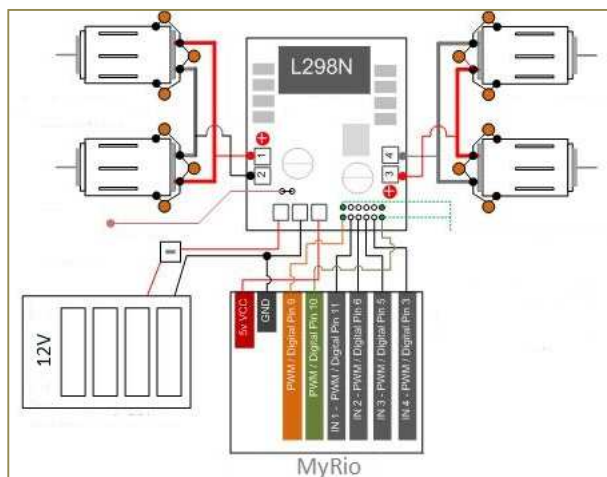 L298N
1
2
4
3
12V
5v VCC
GND
PWM / Digital Pin 9
PWM / Digital Pin 10
IN 1 - PWM / Digital Pin 11
IN 2 - PWM / Digital Pin 6
IN 3 - PWM / Digital Pin 5
IN 4 - PWM / Digital Pin 3
MyRio